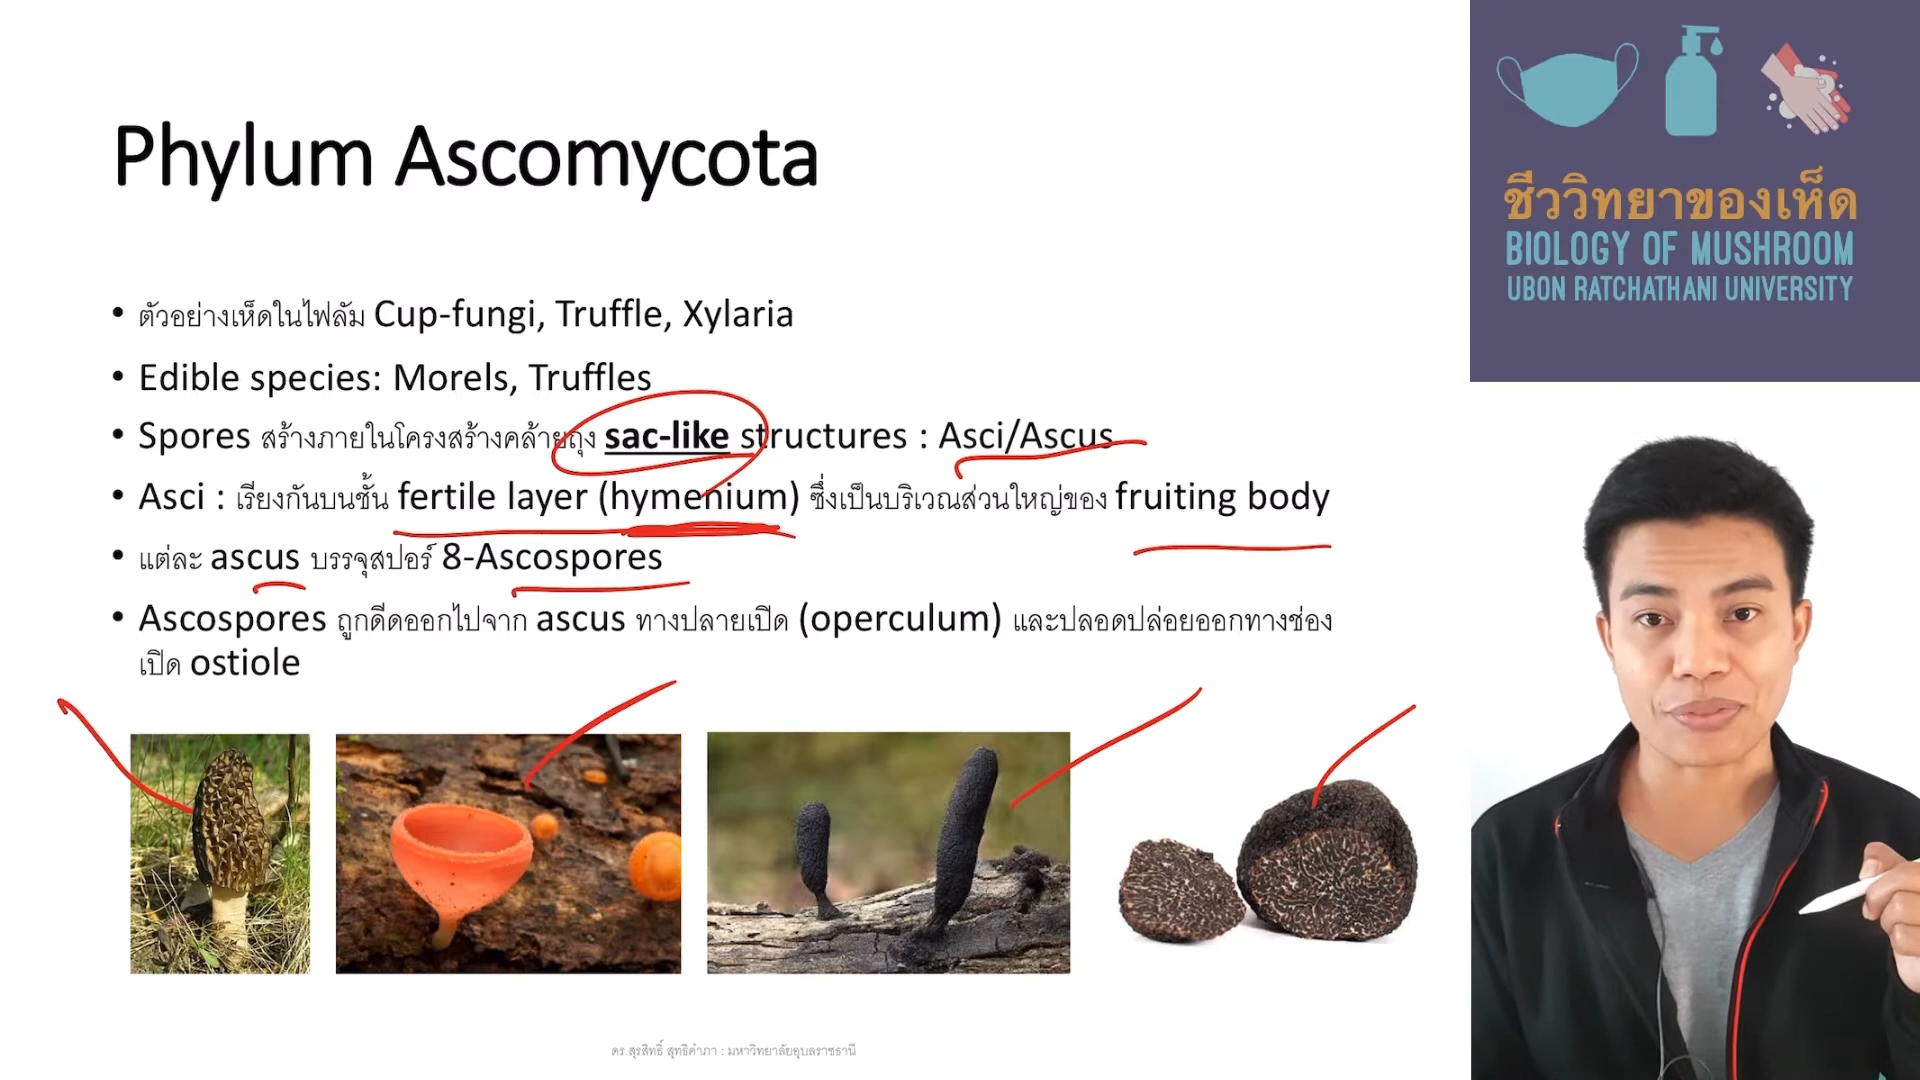 Phylum Ascomycota
• ตัวอย่างเห็ดในไฟลัม Cup-fungi, Truffle, Xylaria
• Edible species: Morels, Truffles
• Spores สร้างภายในโครงสร้างคล้ายถุง sac-like structures : Asci/Ascus
• Asci : เรียงกันบนชั้น fertile layer (hymenium) ซึ่งเป็นบริเวณส่วนใหญ่ของ fruiting body
• แต่ละ ascus บรรจุสปอร์ 8-Ascospores
• Ascospores ถูกดีดออกไปจาก ascus ทางปลายเปิด (operculum) และปลอดปล่อยออกทางช่อง
เปิด ostiole
ดร.สุรสิทธิ์ สุทธิคำภา : มหาวิทยาลัยอุบลราชธานี
ชีววิทยาของเห็ด
BIOLOGY OF MUSHROOM
UBON RATCHATHANI UNIVERSITY